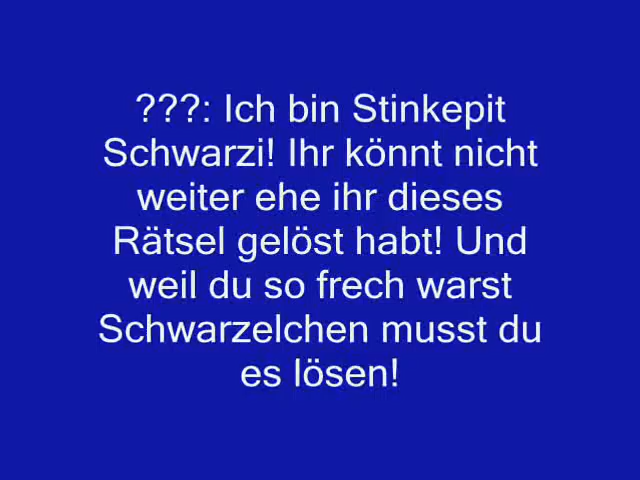 ???: Ich bin Stinkepit
Schwarzi! Ihr könnt nicht
weiter ehe ihr dieses
Rätsel gelöst habt! Und
weil du so frech warst
Schwarzelchen musst du
es lösen!